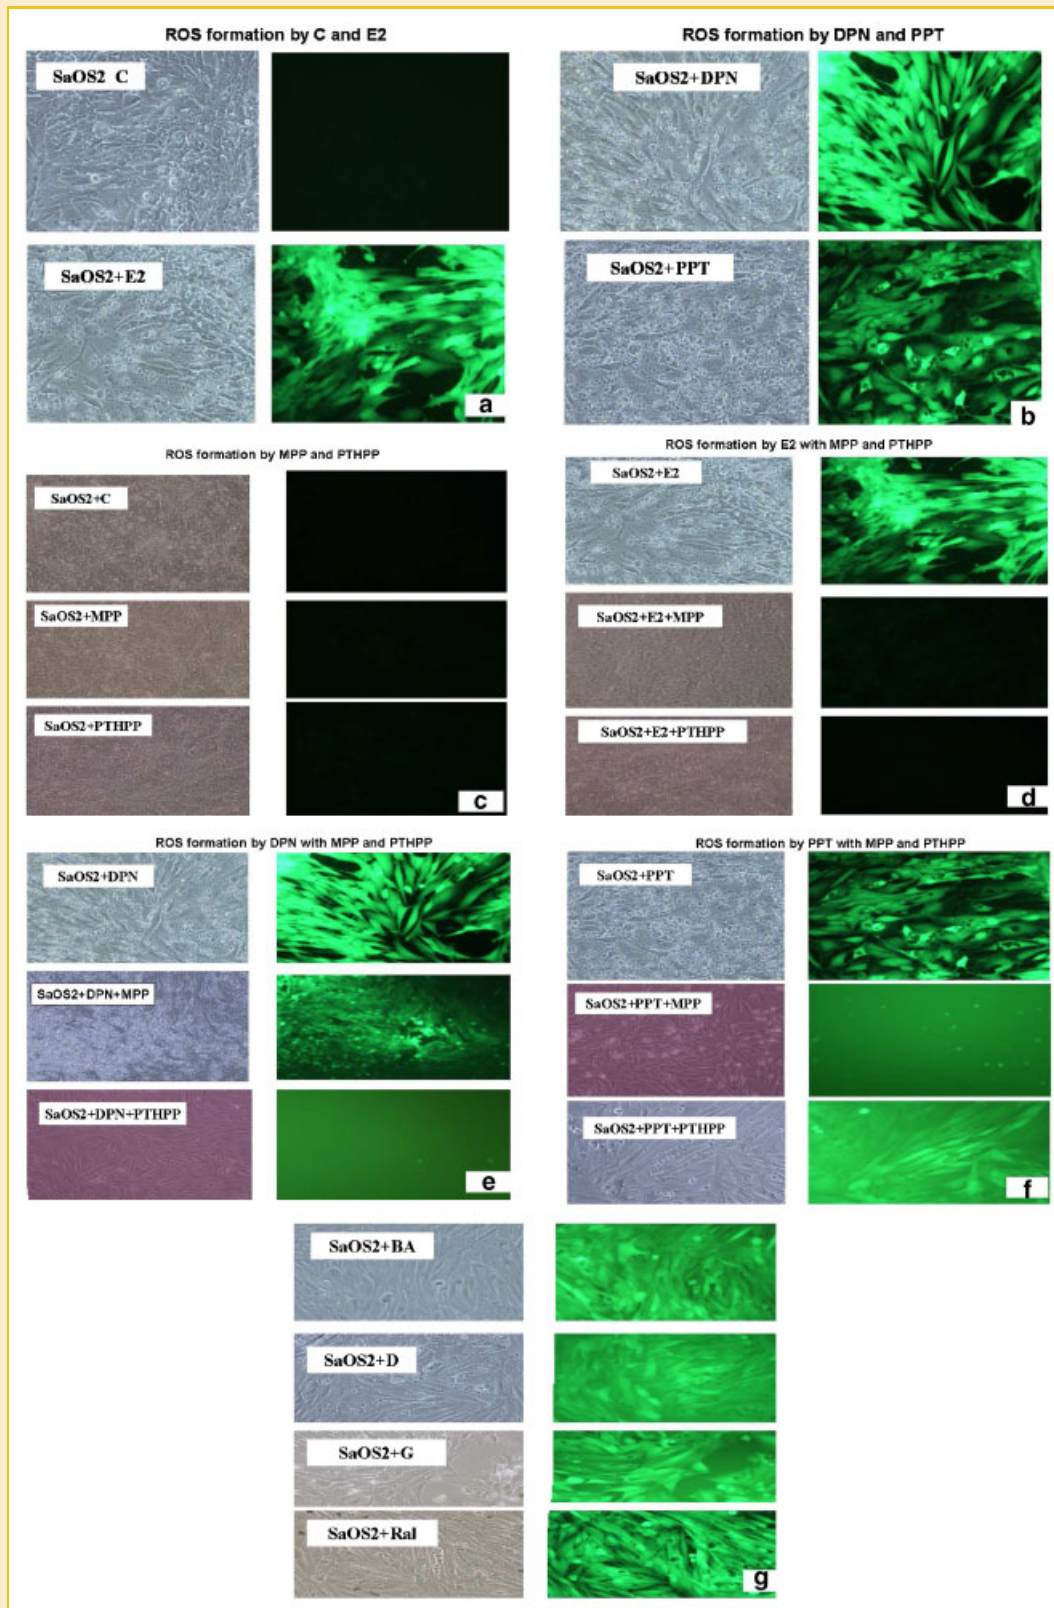 ROS formation by C and E2
SaOS2 C
SaOS2+E2
a
ROS formation by DPN and PPT
SaOS2+DPN
SaOS2+PPT
b
ROS formation by MPP and PTHPP
SaOS2+C
SaOS2+MPP
SaOS2+PTHPP
c
ROS formation by E2 with MPP and PTHPP
SaOS2+E2
SaOS2+E2+MPP
SaOS2+E2+PTHPP
d
ROS formation by DPN with MPP and PTHPP
SaOS2+DPN
SaOS2+DPN+MPP
SaOS2+DPN+PTHPP
e
ROS formation by PPT with MPP and PTHPP
SaOS2+PPT
SaOS2+PPT+MPP
SaOS2+PPT+PTHPP
f
SaOS2+BA
SaOS2+D
SaOS2+G
SaOS2+Ral
g